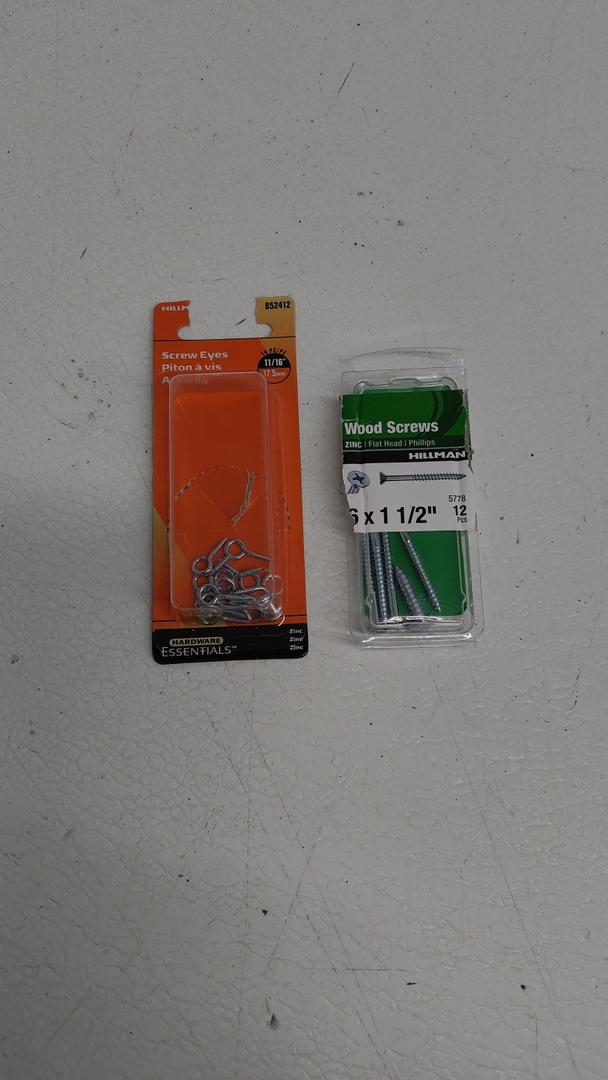 HILLM
852412
Screw Eyes
Piton à vis
11/16"
17.5mm
HARDWARE
ESSENTIALS™
Zinc
Zinc
Zinc
Wood Screws
ZINC | Flat Head | Phillips
HILLMAN
5778
6 x 1 1/2"
12
Pcs